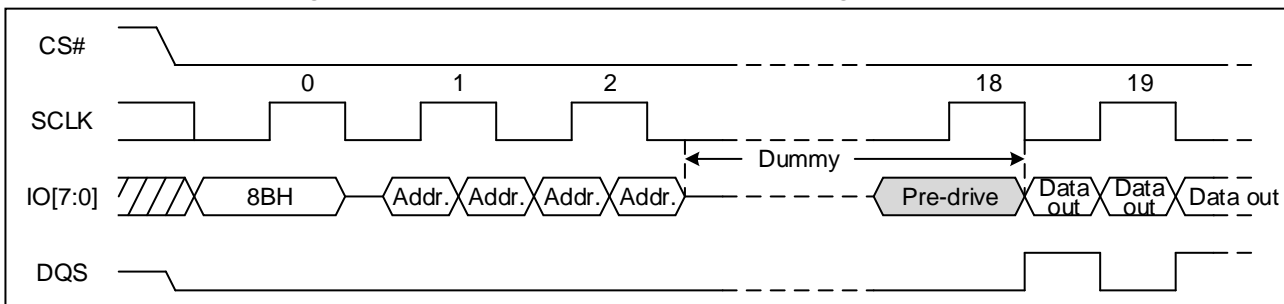 CS#
0 1 2 18 19
SCLK
Dummy
IO[7:0] 8BH Addr. Addr. Addr. Addr. Pre-drive Data out Data out Data out
DQS